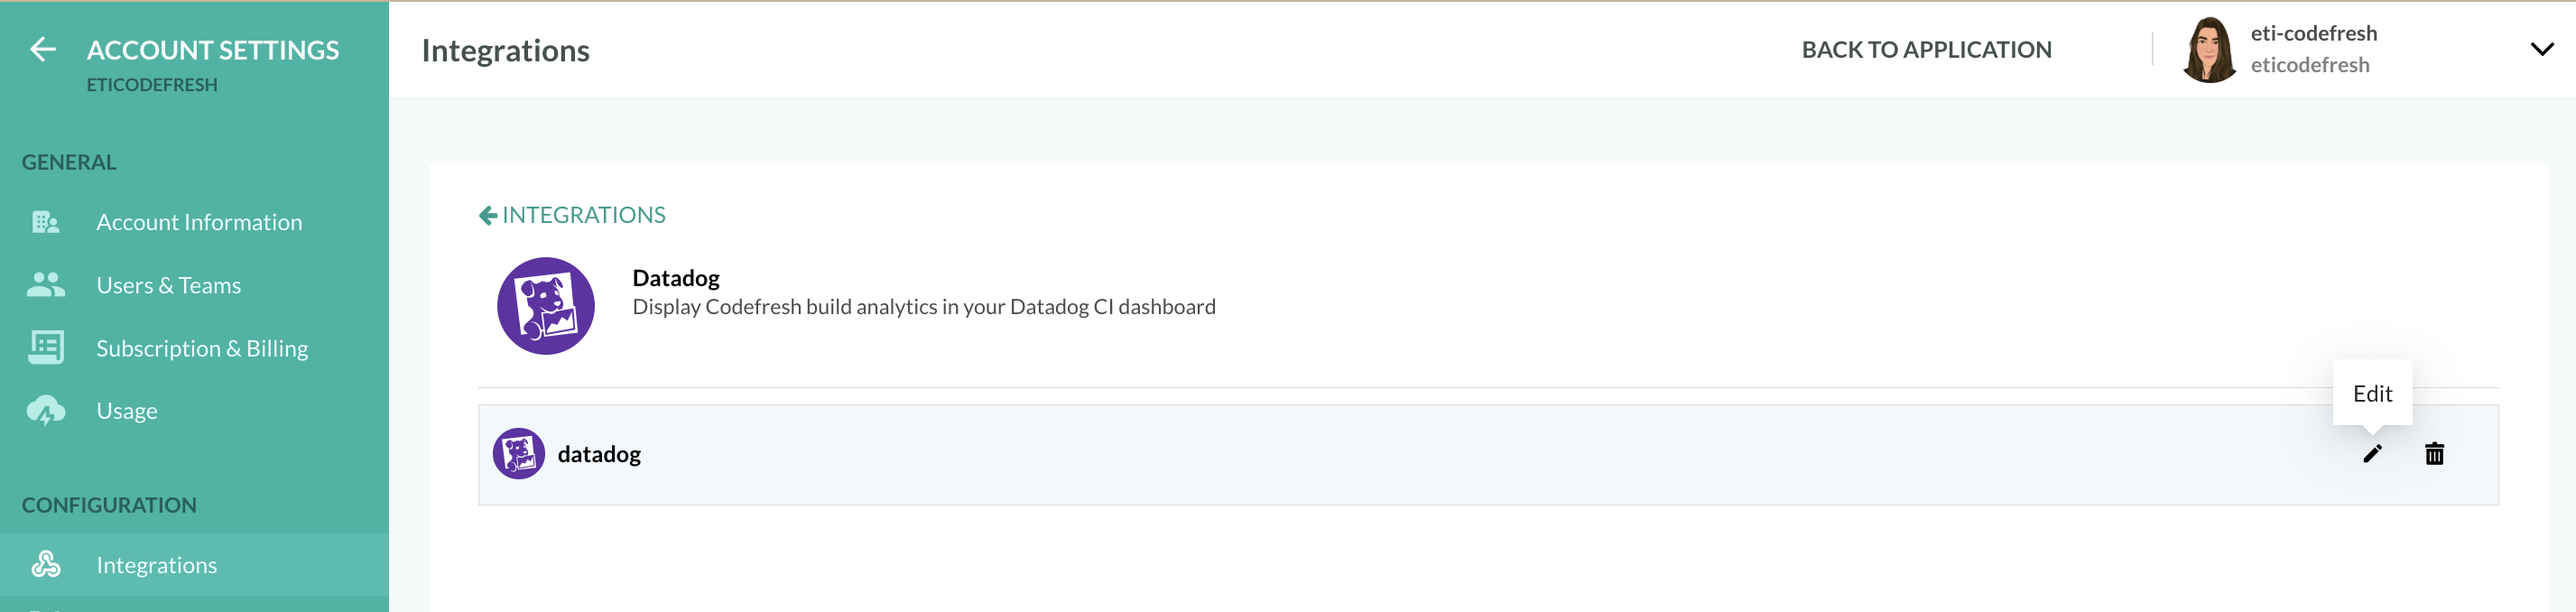 ACCOUNT SETTINGS
ETICODEFRESH
GENERAL
Account Information
Users & Teams
Subscription & Billing
Usage
CONFIGURATION
Integrations
Integrations
BACK TO APPLICATION
eti-codefresh
eticodefresh
INTEGRATIONS
Datadog
Display Codefresh build analytics in your Datadog CI dashboard
Edit
datadog